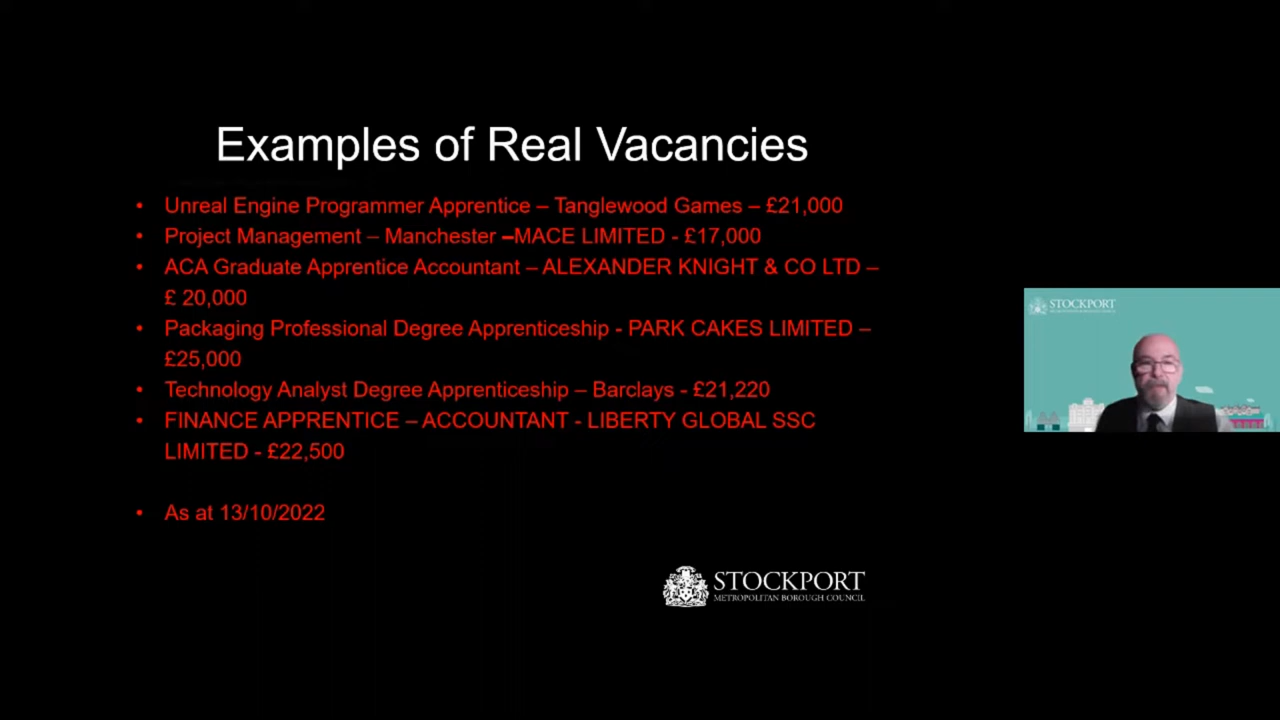 Examples of Real Vacancies
• Unreal Engine Programmer Apprentice – Tanglewood Games – £21,000
• Project Management – Manchester –MACE LIMITED - £17,000
• ACA Graduate Apprentice Accountant – ALEXANDER KNIGHT & CO LTD –
£ 20,000
• Packaging Professional Degree Apprenticeship - PARK CAKES LIMITED –
£25,000
• Technology Analyst Degree Apprenticeship – Barclays - £21,220
• FINANCE APPRENTICE – ACCOUNTANT - LIBERTY GLOBAL SSC
LIMITED - £22,500
• As at 13/10/2022
STOCKPORT
METROPOLITAN BOROUGH COUNCIL
STOCKPORT